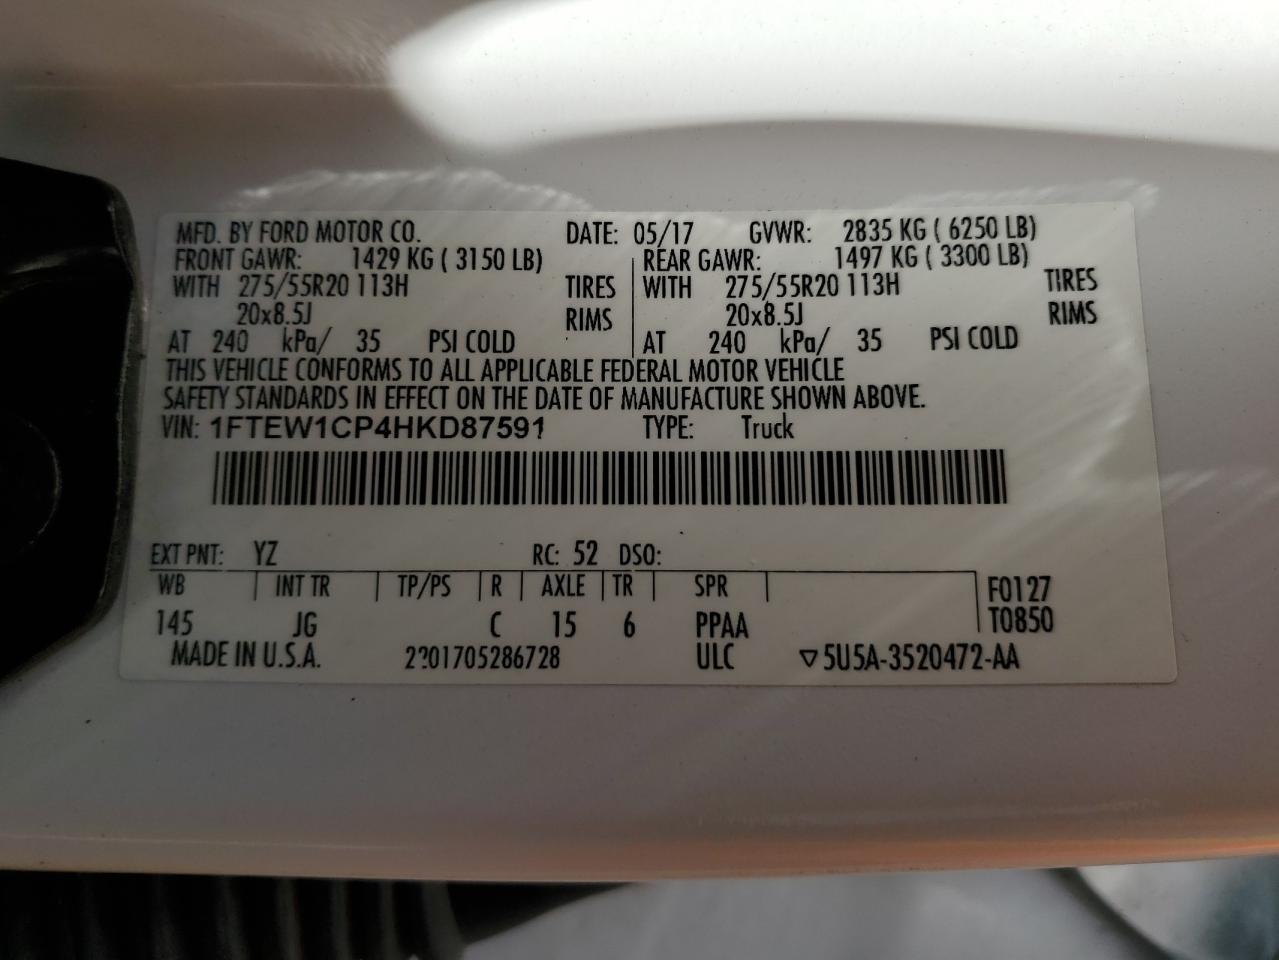 MFD. BY FORD MOTOR CO. DATE: 05/17 GVWR: 2835 KG ( 6250 LB)
FRONT GAWR: 1429 KG ( 3150 LB) REAR GAWR: 1497 KG ( 3300 LB)
WITH 275/55R20 113H TIRES WITH 275/55R20 113H TIRES
20x8.5J RIMS 20x8.5J RIMS
AT 240 kPa/ 35 PSI COLD AT 240 kPa/ 35 PSI COLD
THIS VEHICLE CONFORMS TO ALL APPLICABLE FEDERAL MOTOR VEHICLE
SAFETY STANDARDS IN EFFECT ON THE DATE OF MANUFACTURE SHOWN ABOVE.
VIN: 1FTEW1CP4HKD87591 TYPE: Truck
EXT PNT: YZ RC: 52 DSO:
WB INT TR TP/PS R AXLE TR SPR F0127
145 JG C 15 6 PPAA T0850
MADE IN U.S.A. ULC ▽5U5A-3520472-AA